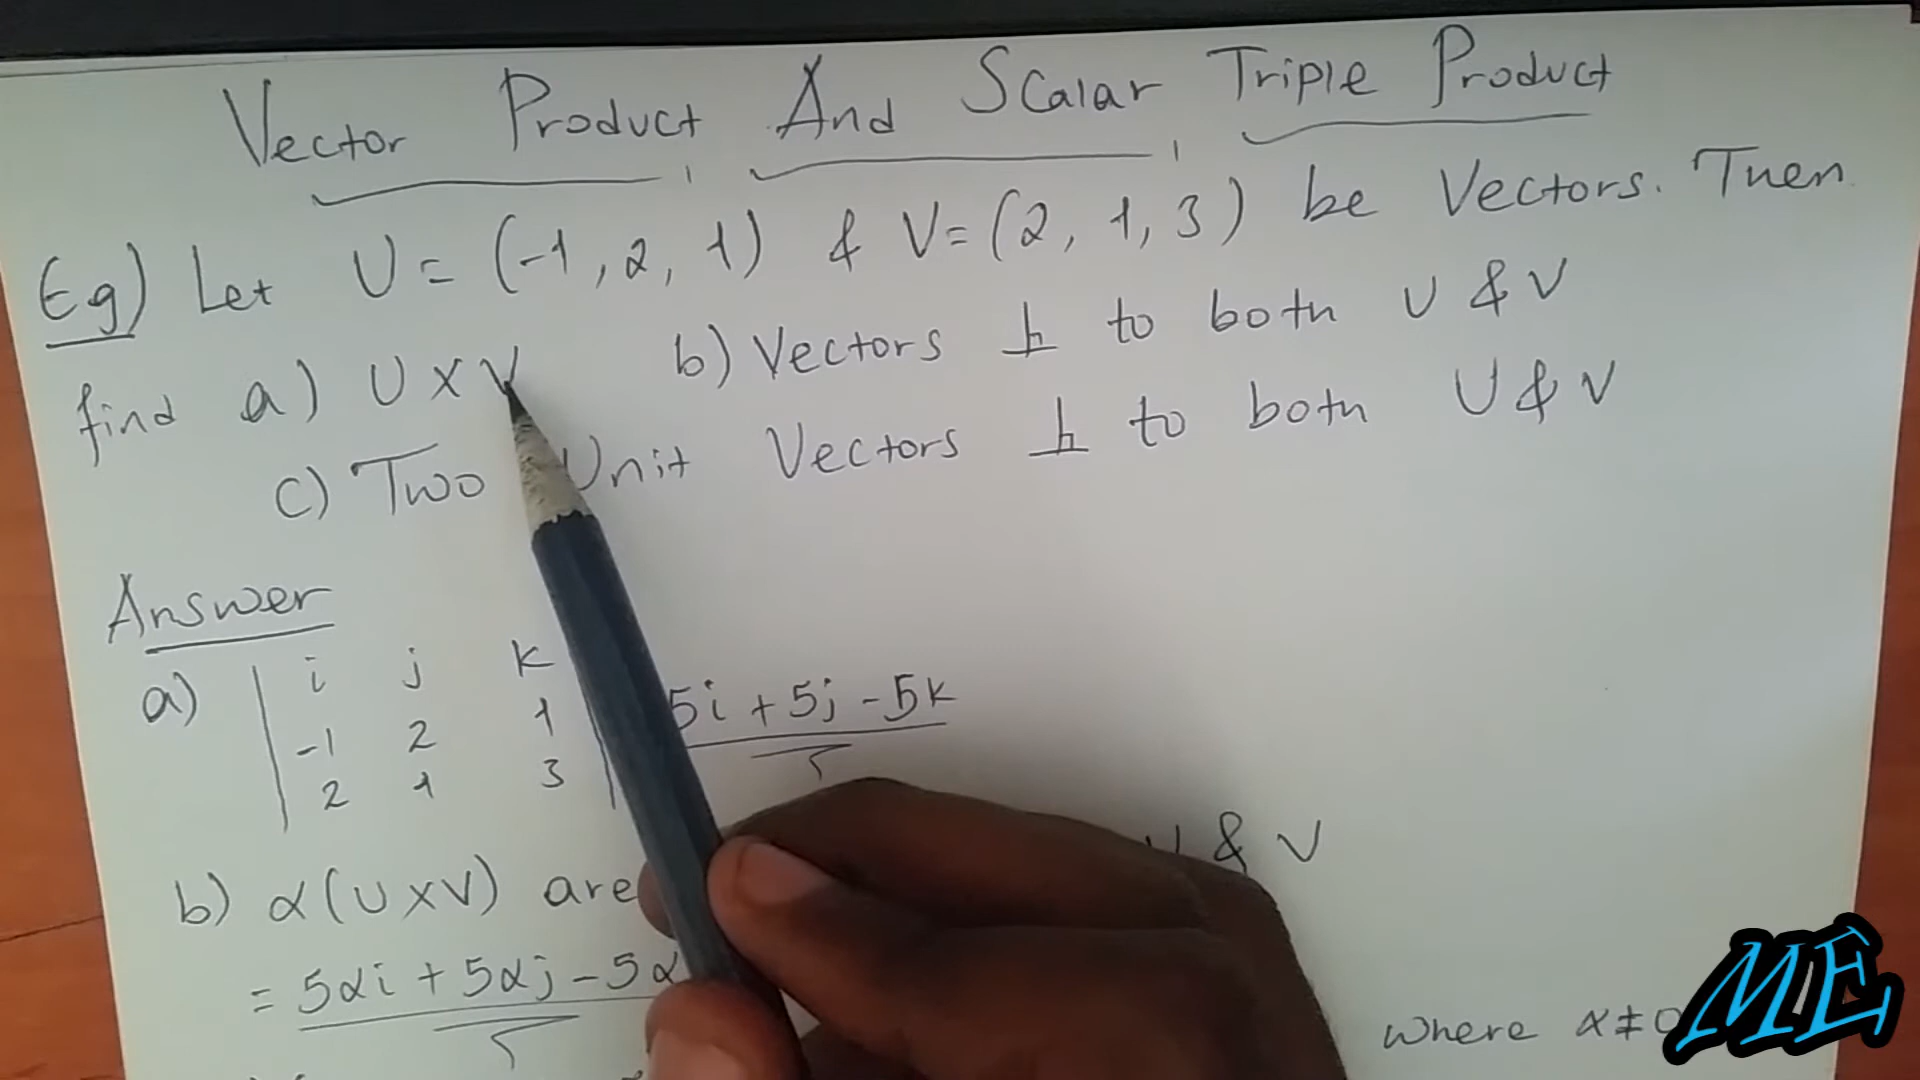 Vector Product And Scalar Triple Product
Eg) Let U = (-1, 2, 1) & V = (2, 1, 3) be Vectors. Then
find a) U X V b) Vectors ⊥ to both U & V
c) Two Unit Vectors ⊥ to both U & V
Answer
a) | i j k |
-1 2 1
2 1 3
5i + 5j - 5k
b) α(U X V) are U & V
= 5αi + 5αj - 5α
where α ≠ 0
ME